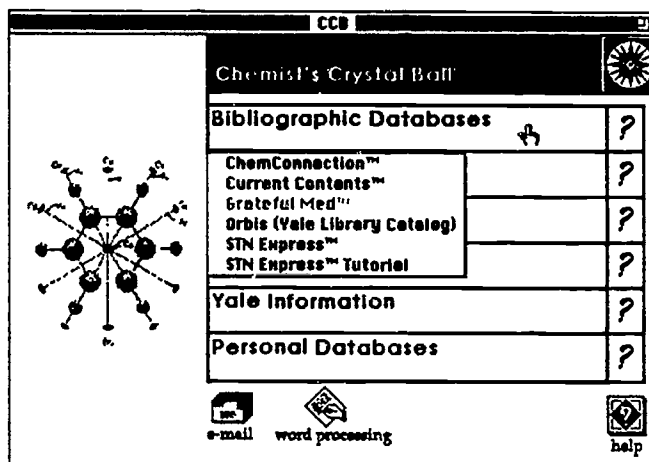 CCB
Chemist's Crystal Ball
Bibliographic Databases
?
ChemConnection™
Current Contents™
Grateful Med™
Orbis (Yale Library Catalog)
STN Express™
STN Express™ Tutorial
?
?
?
Yale Information
?
Personal Databases
?
e-mail
word processing
help